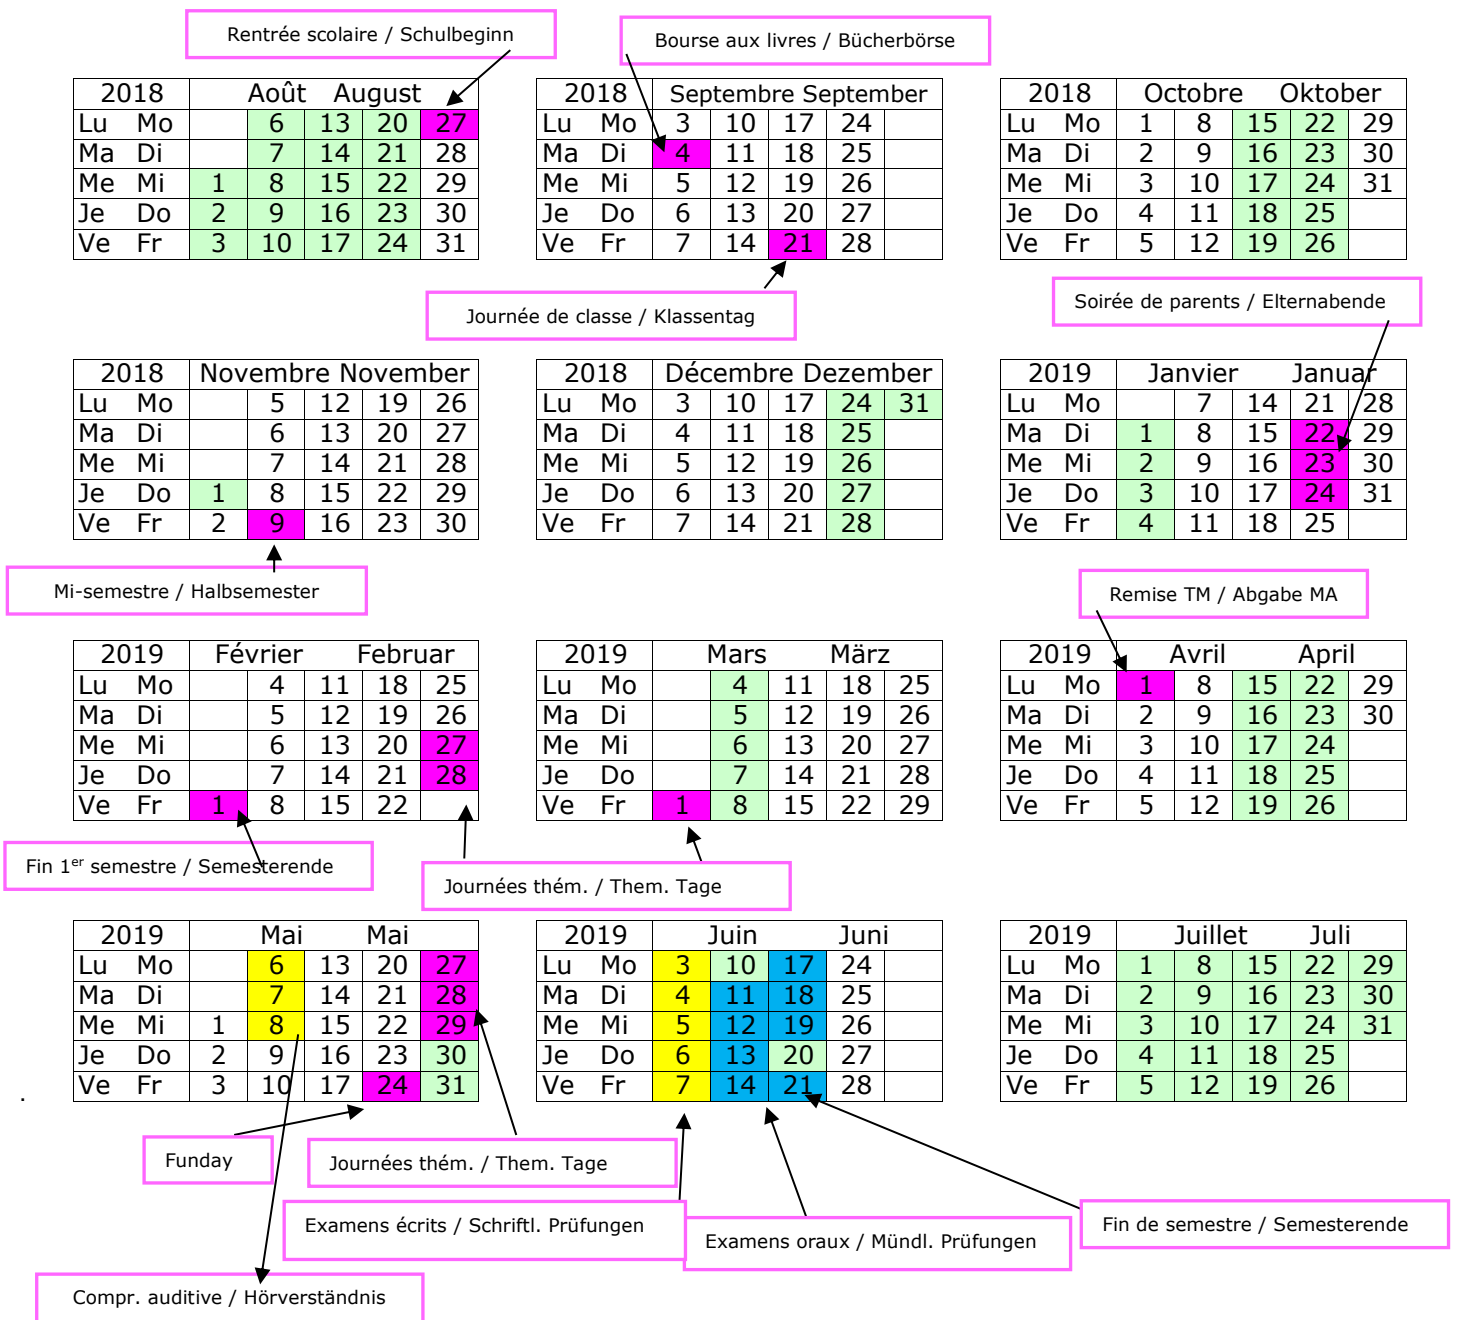 Rentrée scolaire / Schulbeginn
Bourse aux livres / Bücherbörse
2018 Août August
Lu Mo 6 13 20 27
Ma Di 7 14 21 28
Me Mi 1 8 15 22 29
Je Do 2 9 16 23 30
Ve Fr 3 10 17 24 31
2018 Septembre September
Lu Mo 3 10 17 24
Ma Di 4 11 18 25
Me Mi 5 12 19 26
Je Do 6 13 20 27
Ve Fr 7 14 21 28
2018 Octobre Oktober
Lu Mo 1 8 15 22 29
Ma Di 2 9 16 23 30
Me Mi 3 10 17 24 31
Je Do 4 11 18 25
Ve Fr 5 12 19 26
Journée de classe / Klassentag
Soirée de parents / Elternabende
2018 Novembre November
Lu Mo 5 12 19 26
Ma Di 6 13 20 27
Me Mi 7 14 21 28
Je Do 1 8 15 22 29
Ve Fr 2 9 16 23 30
2018 Décembre Dezember
Lu Mo 3 10 17 24 31
Ma Di 4 11 18 25
Me Mi 5 12 19 26
Je Do 6 13 20 27
Ve Fr 7 14 21 28
2019 Janvier Januar
Lu Mo 7 14 21 28
Ma Di 1 8 15 22 29
Me Mi 2 9 16 23 30
Je Do 3 10 17 24 31
Ve Fr 4 11 18 25
Mi-semestre / Halbsemester
Remise TM / Abgabe MA
2019 Février Februar
Lu Mo 4 11 18 25
Ma Di 5 12 19 26
Me Mi 6 13 20 27
Je Do 7 14 21 28
Ve Fr 1 8 15 22
2019 Mars März
Lu Mo 4 11 18 25
Ma Di 5 12 19 26
Me Mi 6 13 20 27
Je Do 7 14 21 28
Ve Fr 1 8 15 22 29
2019 Avril April
Lu Mo 1 8 15 22 29
Ma Di 2 9 16 23 30
Me Mi 3 10 17 24
Je Do 4 11 18 25
Ve Fr 5 12 19 26
Fin 1er semestre / Semesterende
Journées thém. / Them. Tage
2019 Mai Mai
Lu Mo 6 13 20 27
Ma Di 7 14 21 28
Me Mi 1 8 15 22 29
Je Do 2 9 16 23 30
Ve Fr 3 10 17 24 31
2019 Juin Juni
Lu Mo 3 10 17 24
Ma Di 4 11 18 25
Me Mi 5 12 19 26
Je Do 6 13 20 27
Ve Fr 7 14 21 28
2019 Juillet Juli
Lu Mo 1 8 15 22 29
Ma Di 2 9 16 23 30
Me Mi 3 10 17 24 31
Je Do 4 11 18 25
Ve Fr 5 12 19 26
.
Funday
Journées thém. / Them. Tage
Examens écrits / Schriftl. Prüfungen
Examens oraux / Mündl. Prüfungen
Fin de semestre / Semesterende
Compr. auditive / Hörverständnis